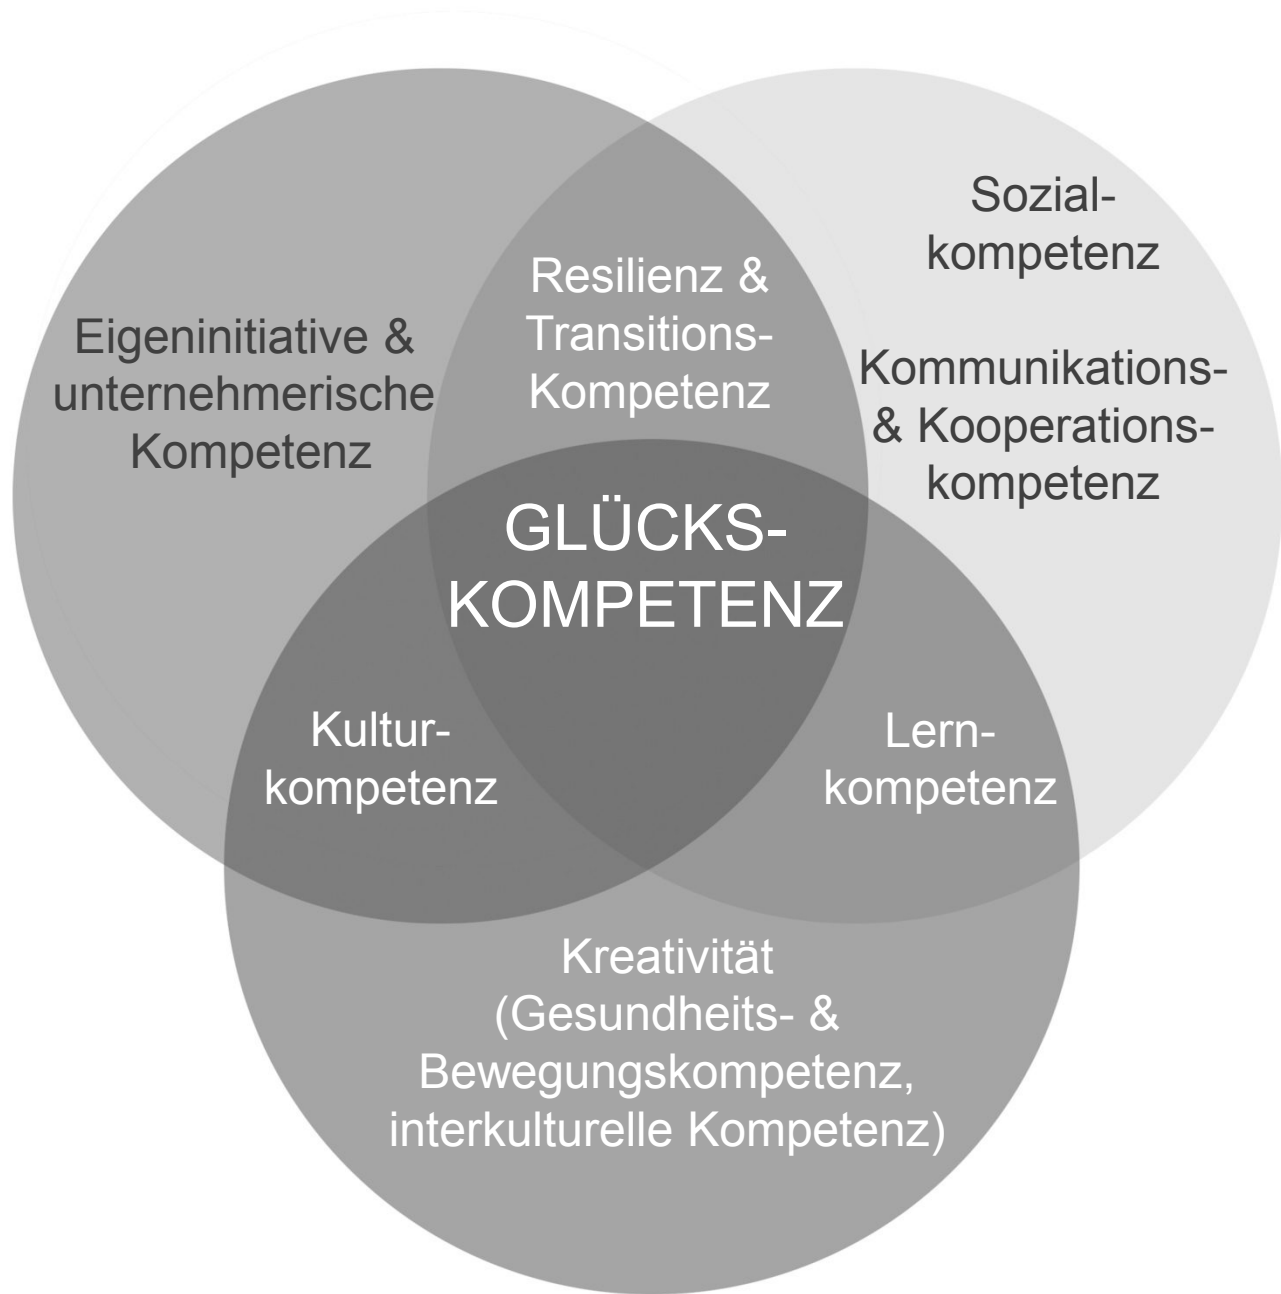 Sozial-
kompetenz
Resilienz &
Transitions-
Kompetenz
Eigeninitiative &
unternehmerische
Kompetenz
Kommunikations-
& Kooperations-
kompetenz
GLÜCKS-
KOMPETENZ
Kultur-
kompetenz
Lern-
kompetenz
Kreativität
(Gesundheits- &
Bewegungskompetenz,
interkulturelle Kompetenz)